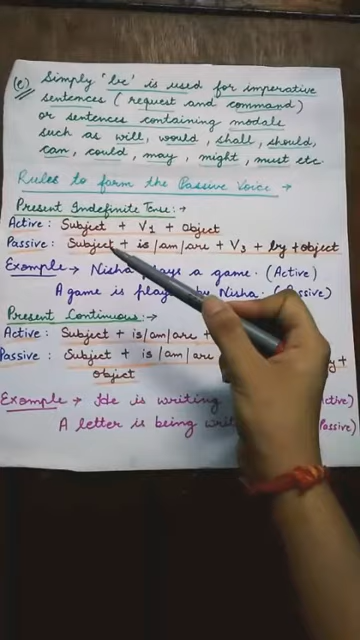 (c) Simply 'be' is used for imperative
sentences (request and command)
or sentences containing modals
such as will, would, shall, should,
can, could, may, might, must etc.
Rules to form the Passive Voice →
Present Indefinite Tense :→
Active : Subject + V1 + object
Passive : Subject + is/am/are + V3 + by + object
Example → Nisha plays a game. (Active)
A game is played by Nisha. (Passive)
Present Continuous :→
Active : Subject + is/am/are +
Passive : Subject + is/am/are by +
object
Example → He is writing (Active)
A letter is being (Passive)